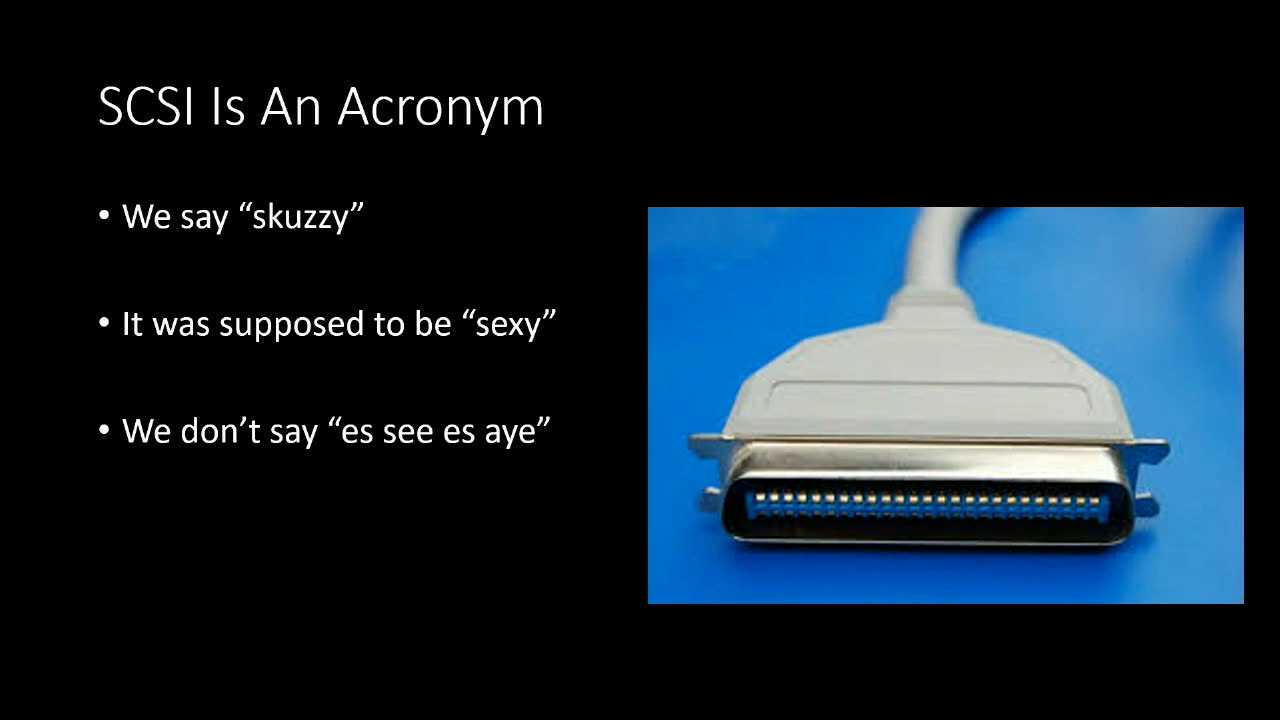 SCSI Is An Acronym
• We say “skuzzy”
• It was supposed to be “sexy”
• We don’t say “es see es aye”